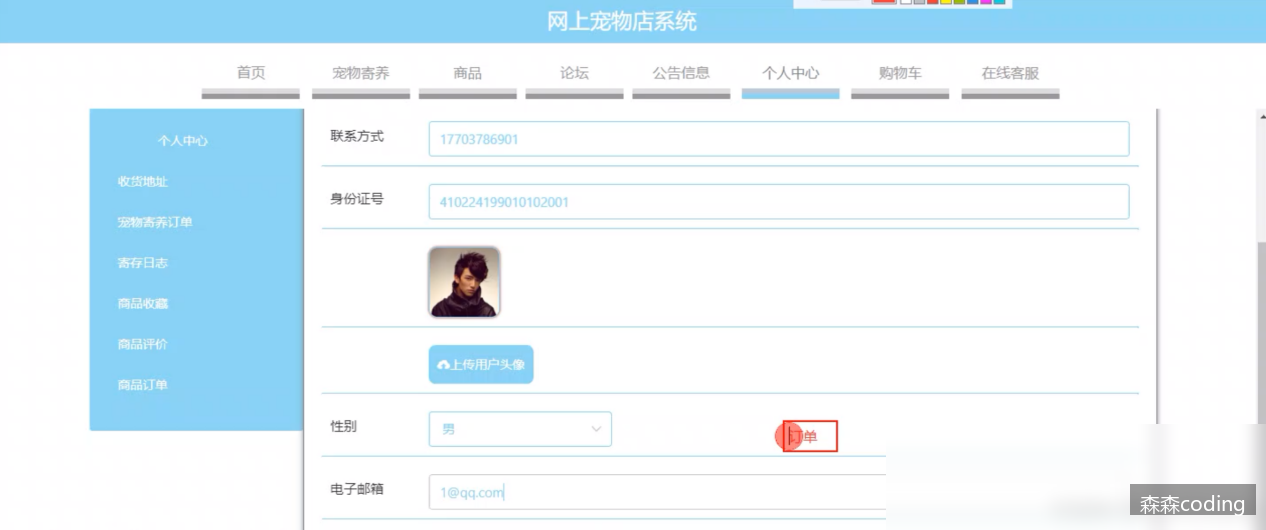 网上宠物店系统
首页 宠物寄养 商品 论坛 公告信息 个人中心 购物车 在线客服
个人中心
收货地址
宠物寄养订单
寄存日志
商品收藏
商品评价
商品订单
联系方式 17703786901
身份证号 410224199010102001
上传用户头像
性别 男
订单
电子邮箱 1@qq.com
森森coding